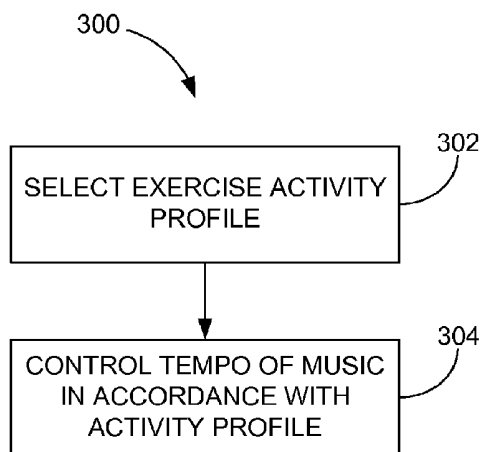 300
302
SELECT EXERCISE ACTIVITY
PROFILE
304
CONTROL TEMPO OF MUSIC
IN ACCORDANCE WITH
ACTIVITY PROFILE